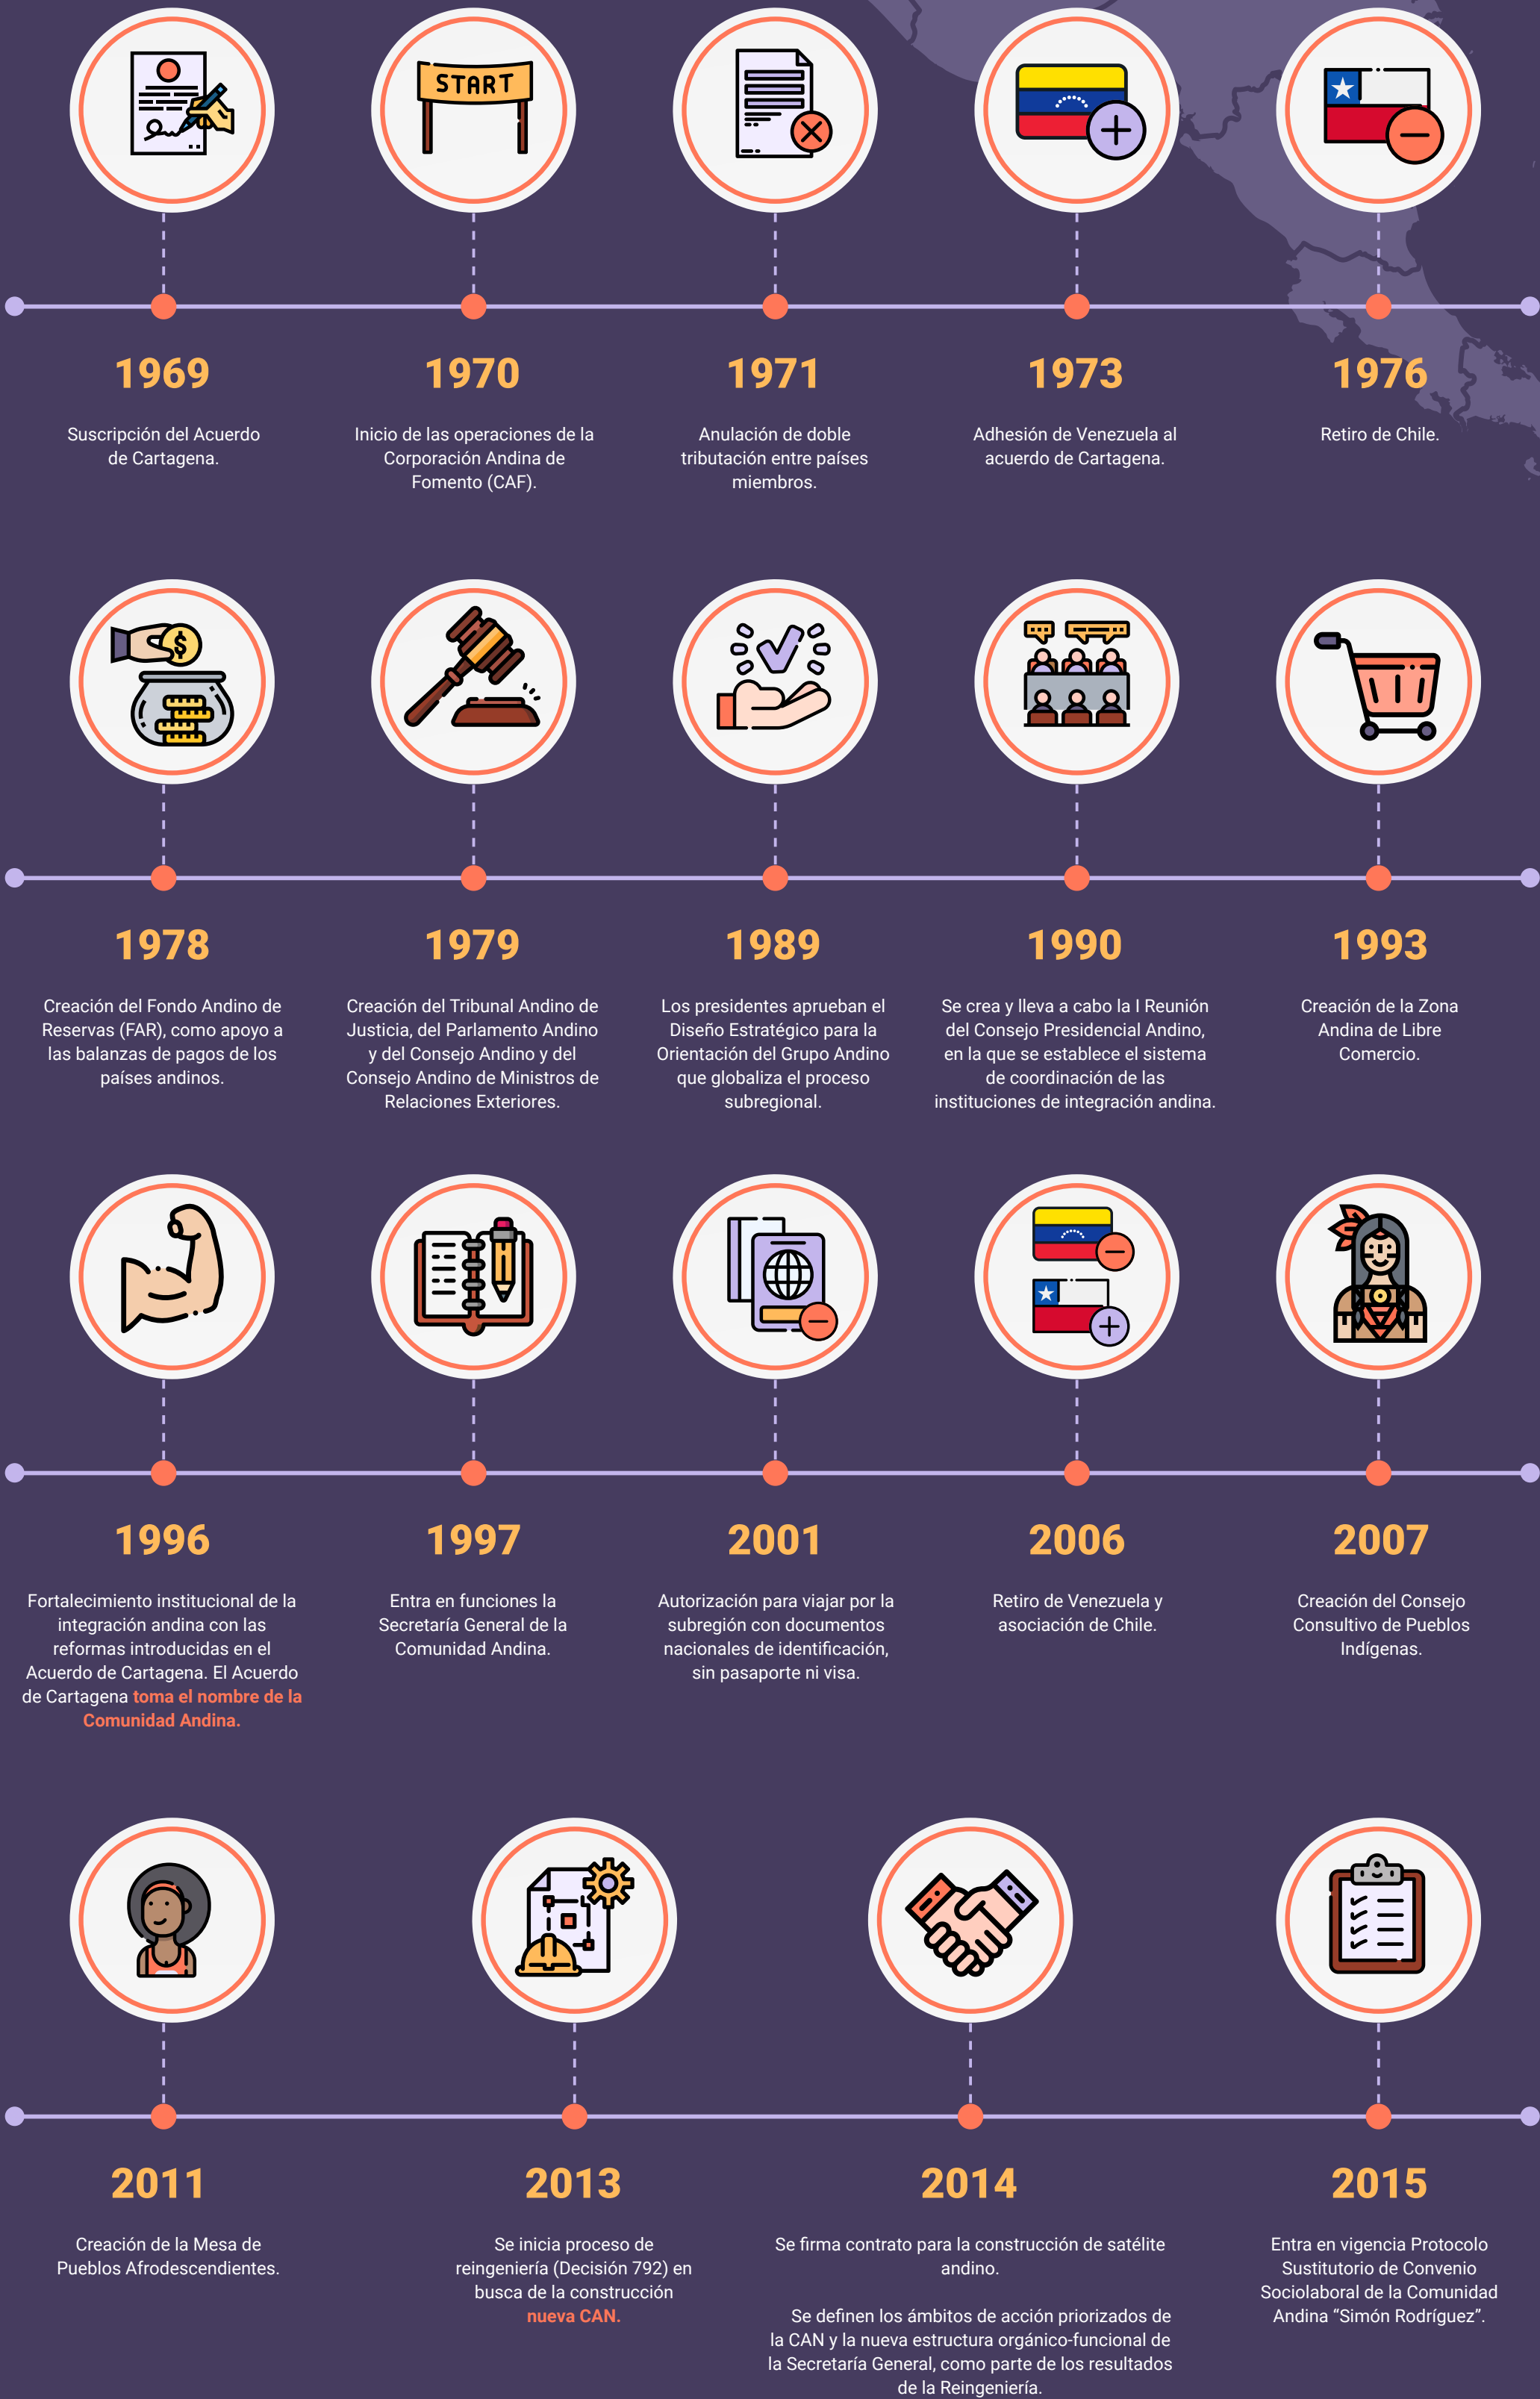 START
1969
Suscripción del Acuerdo
de Cartagena.
1970
Inicio de las operaciones de la
Corporación Andina de
Fomento (CAF).
1971
Anulación de doble
tributación entre países
miembros.
1973
Adhesión de Venezuela al
acuerdo de Cartagena.
1976
Retiro de Chile.
1978
Creación del Fondo Andino de
Reservas (FAR), como apoyo a
las balanzas de pagos de los
países andinos.
1979
Creación del Tribunal Andino de
Justicia, del Parlamento Andino
y del Consejo Andino y del
Consejo Andino de Ministros de
Relaciones Exteriores.
1989
Los presidentes aprueban el
Diseño Estratégico para la
Orientación del Grupo Andino
que globaliza el proceso
subregional.
1990
Se crea y lleva a cabo la I Reunión
del Consejo Presidencial Andino,
en la que se establece el sistema
de coordinación de las
instituciones de integración andina.
1993
Creación de la Zona
Andina de Libre
Comercio.
1996
Fortalecimiento institucional de la
integración andina con las
reformas introducidas en el
Acuerdo de Cartagena. El Acuerdo
de Cartagena toma el nombre de la
Comunidad Andina.
1997
Entra en funciones la
Secretaría General de la
Comunidad Andina.
2001
Autorización para viajar por la
subregión con documentos
nacionales de identificación,
sin pasaporte ni visa.
2006
Retiro de Venezuela y
asociación de Chile.
2007
Creación del Consejo
Consultivo de Pueblos
Indígenas.
2011
Creación de la Mesa de
Pueblos Afrodescendientes.
2013
Se inicia proceso de
reingeniería (Decisión 792) en
busca de la construcción
nueva CAN.
2014
Se firma contrato para la construcción de satélite
andino.
Se definen los ámbitos de acción priorizados de
la CAN y la nueva estructura orgánico-funcional de
la Secretaría General, como parte de los resultados
de la Reingeniería.
2015
Entra en vigencia Protocolo
Sustitutorio de Convenio
Sociolaboral de la Comunidad
Andina “Simón Rodríguez”.